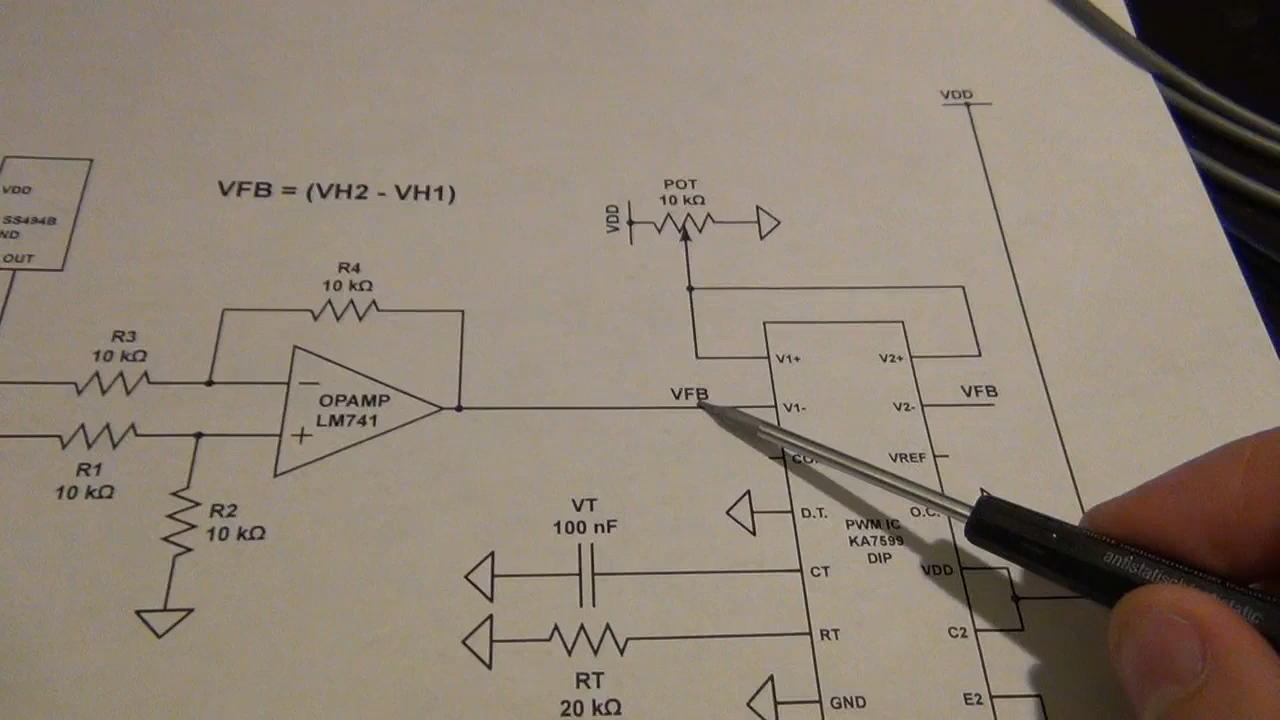 VDD
SS494B
ND
OUT
VFB = (VH2 - VH1)
R4
10 kΩ
R3
10 kΩ
OPAMP
LM741
R1
10 kΩ
R2
10 kΩ
POT
10 kΩ
VDD
VDD
V1+
V2+
VFB
V1-
V2-
VFB
VREF
D.T.
O.C.
PWM IC
KA7599
DIP
VT
100 nF
CT
VDD
RT
C2
RT
20 kΩ
GND
E2